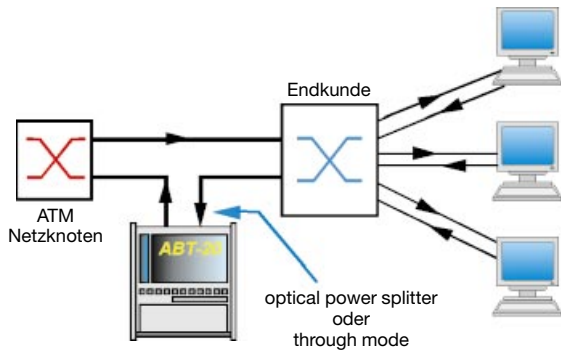 Endkunde
ATM
Netzknoten
ABT-20
optical power splitter
oder
through mode